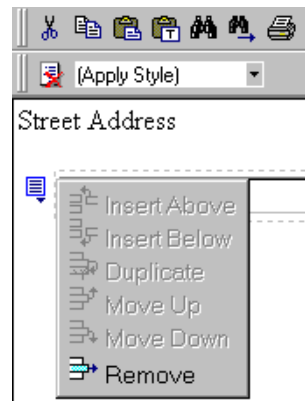 (Apply Style)
Street Address
Insert Above
Insert Below
Duplicate
Move Up
Move Down
Remove